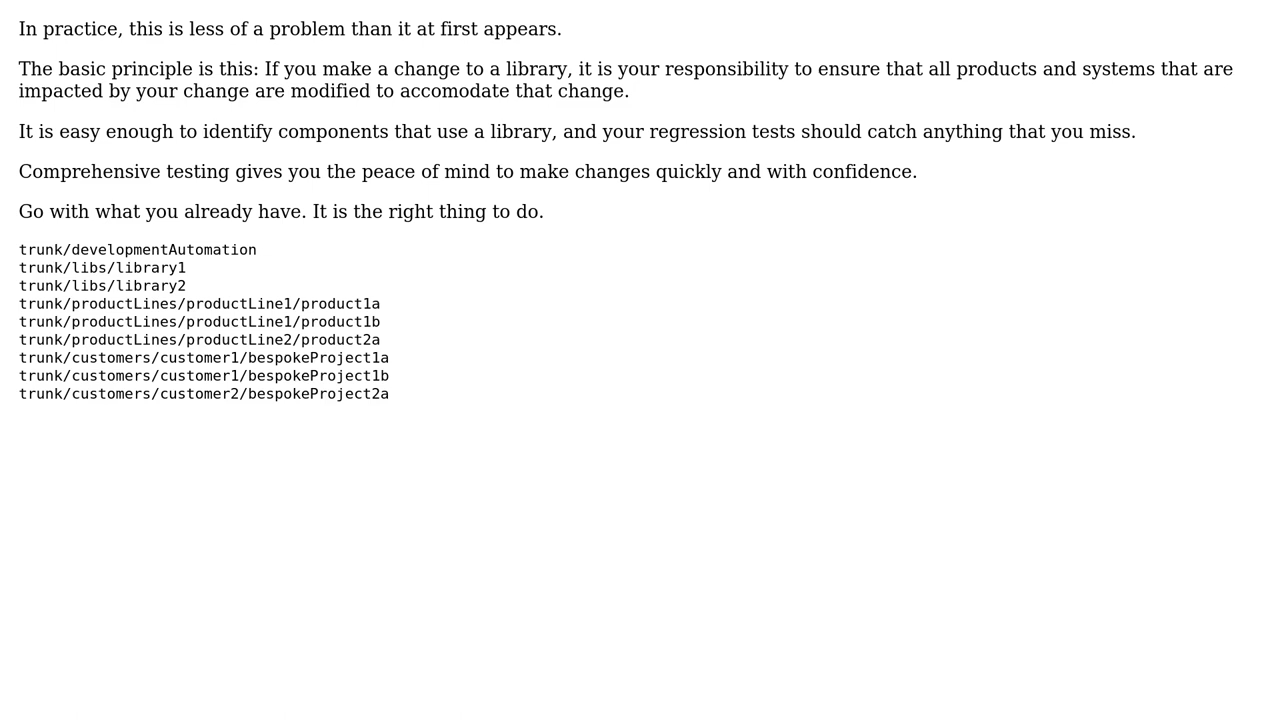 In practice, this is less of a problem than it at first appears.
The basic principle is this: If you make a change to a library, it is your responsibility to ensure that all products and systems that are
impacted by your change are modified to accomodate that change.
It is easy enough to identify components that use a library, and your regression tests should catch anything that you miss.
Comprehensive testing gives you the peace of mind to make changes quickly and with confidence.
Go with what you already have. It is the right thing to do.
trunk/developmentAutomation
trunk/libs/library1
trunk/libs/library2
trunk/productLines/productLine1/product1a
trunk/productLines/productLine1/product1b
trunk/productLines/productLine2/product2a
trunk/customers/customer1/bespokeProject1a
trunk/customers/customer1/bespokeProject1b
trunk/customers/customer2/bespokeProject2a